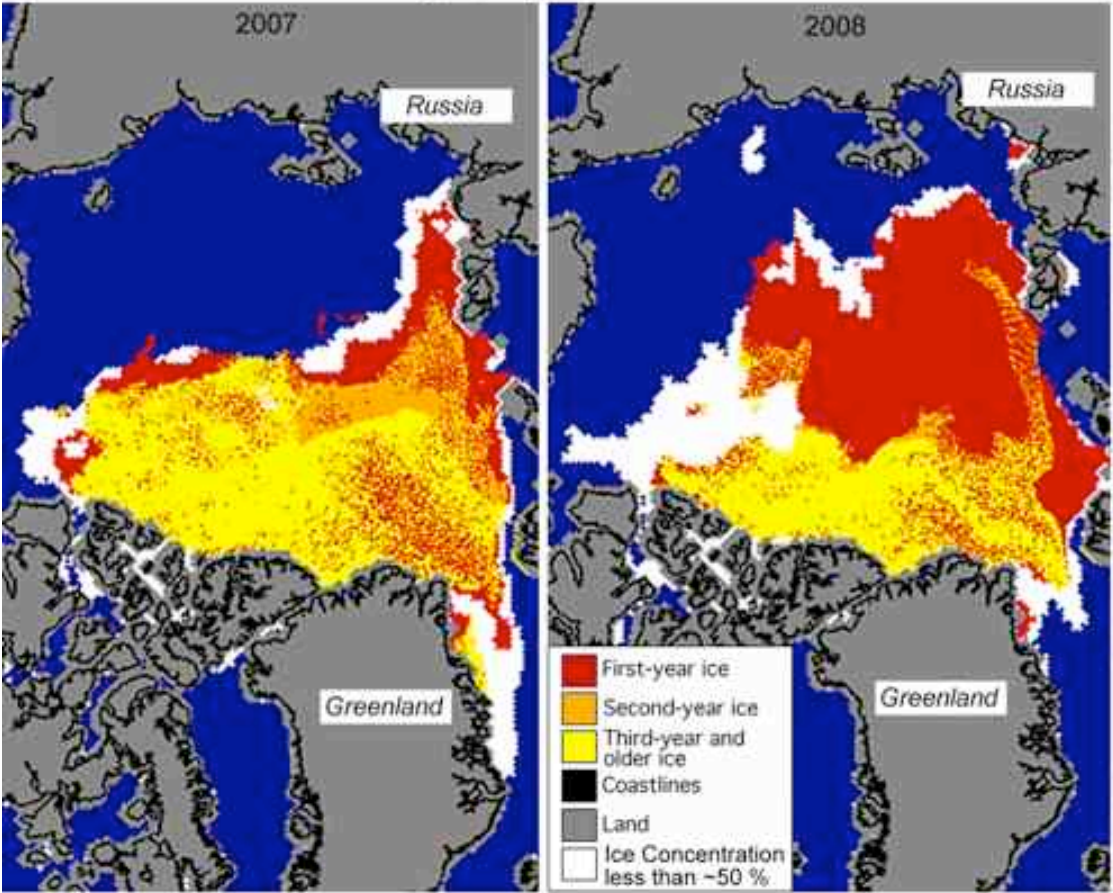 2007
2008
Russia
Russia
Greenland
Greenland
First-year ice
Second-year ice
Third-year and
older ice
Coastlines
Land
Ice Concentration
less than ~50 %